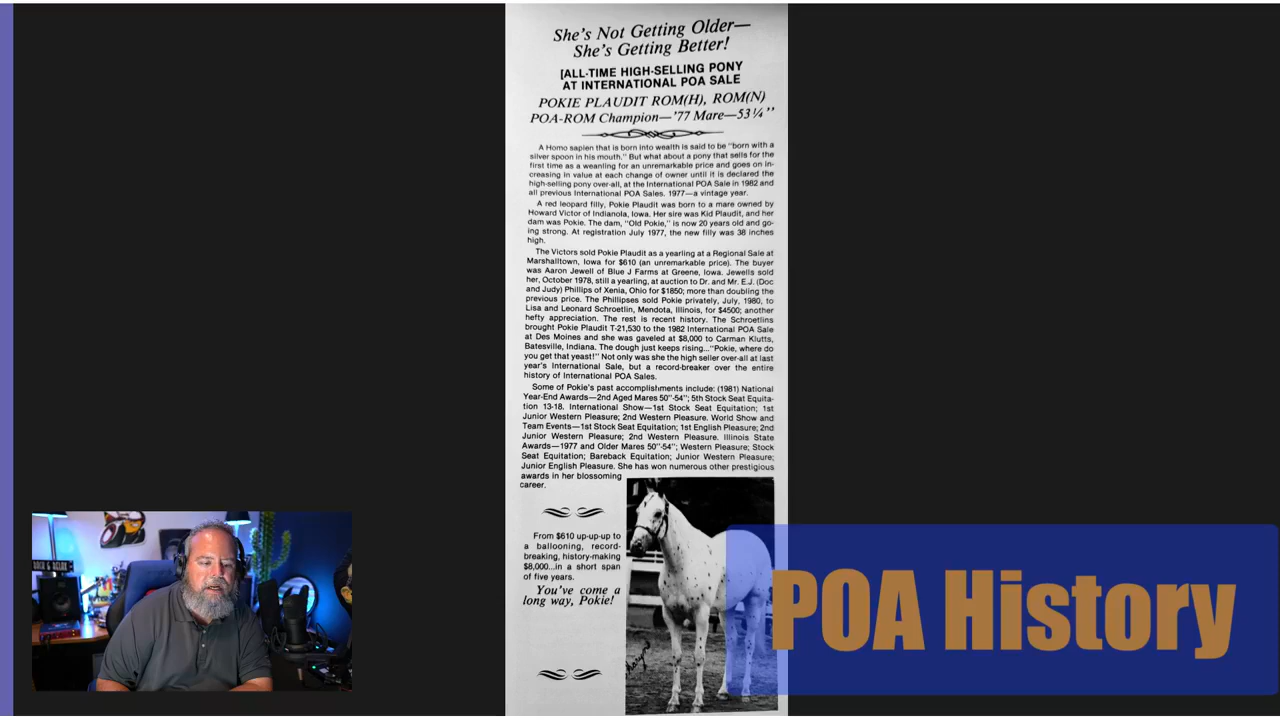 She's Not Getting Older—
She's Getting Better!
[ALL-TIME HIGH-SELLING PONY
AT INTERNATIONAL POA SALE
POKIE PLAUDIT ROM(H), ROM(N)
POA-ROM Champion—'77 Mare—53¼''
A Homo sapien that is born into wealth is said to be "born with a
silver spoon in his mouth." But what about a pony that sells for the
first time as a weanling for an unremarkable price and goes on in-
creasing in value at each change of owner until it is declared the
high-selling pony over-all, at the International POA Sale in 1982 and
all previous International POA Sales. 1977—a vintage year.
A red leopard filly, Pokie Plaudit was born to a mare owned by
Howard Victor of Indianola, Iowa. Her sire was Kid Plaudit, and her
dam was Pokie. The dam, "Old Pokie," is now 20 years old and go-
ing strong. At registration July 1977, the new filly was 38 inches
high.
The Victors sold Pokie Plaudit as a yearling at a Regional Sale at
Marshalltown, Iowa for $610 (an unremarkable price). The buyer
was Aaron Jewell of Blue J Farms at Greene, Iowa. Jewells sold
her, October 1978, still a yearling, at auction to Dr. and Mr. E.J. (Doc
and Judy) Phillips of Xenia, Ohio for $1850; more than doubling the
previous price. The Phillipses sold Pokie privately, July, 1980, to
Lisa and Leonard Schroetlin, Mendota, Illinois, for $4500; another
hefty appreciation. The rest is recent history. The Schroetlins
brought Pokie Plaudit T-21,530 to the 1982 International POA Sale
at Des Moines and she was gaveled at $8,000 to Carman Klutts,
Batesville, Indiana. The dough just keeps rising..."Pokie, where do
you get that yeast!" Not only was she the high seller over-all at last
year's International Sale, but a record-breaker over the entire
history of International POA Sales.
Some of Pokie's past accomplishments include: (1981) National
Year-End Awards—2nd Aged Mares 50''-54''; 5th Stock Seat Equita-
tion 13-18. International Show—1st Stock Seat Equitation; 1st
Junior Western Pleasure; 2nd Western Pleasure. World Show and
Team Events—1st Stock Seat Equitation; 1st English Pleasure; 2nd
Junior Western Pleasure; 2nd Western Pleasure. Illinois State
Awards—1977 and Older Mares 50''-54''; Western Pleasure; Stock
Seat Equitation; Bareback Equitation; Junior Western Pleasure;
Junior English Pleasure. She has won numerous other prestigious
awards in her blossoming
career.
From $610 up-up-up to
a ballooning, record-
breaking, history-making
$8,000...in a short span
of five years.
You've come a
long way, Pokie!
ROCK & RELAX
POA History